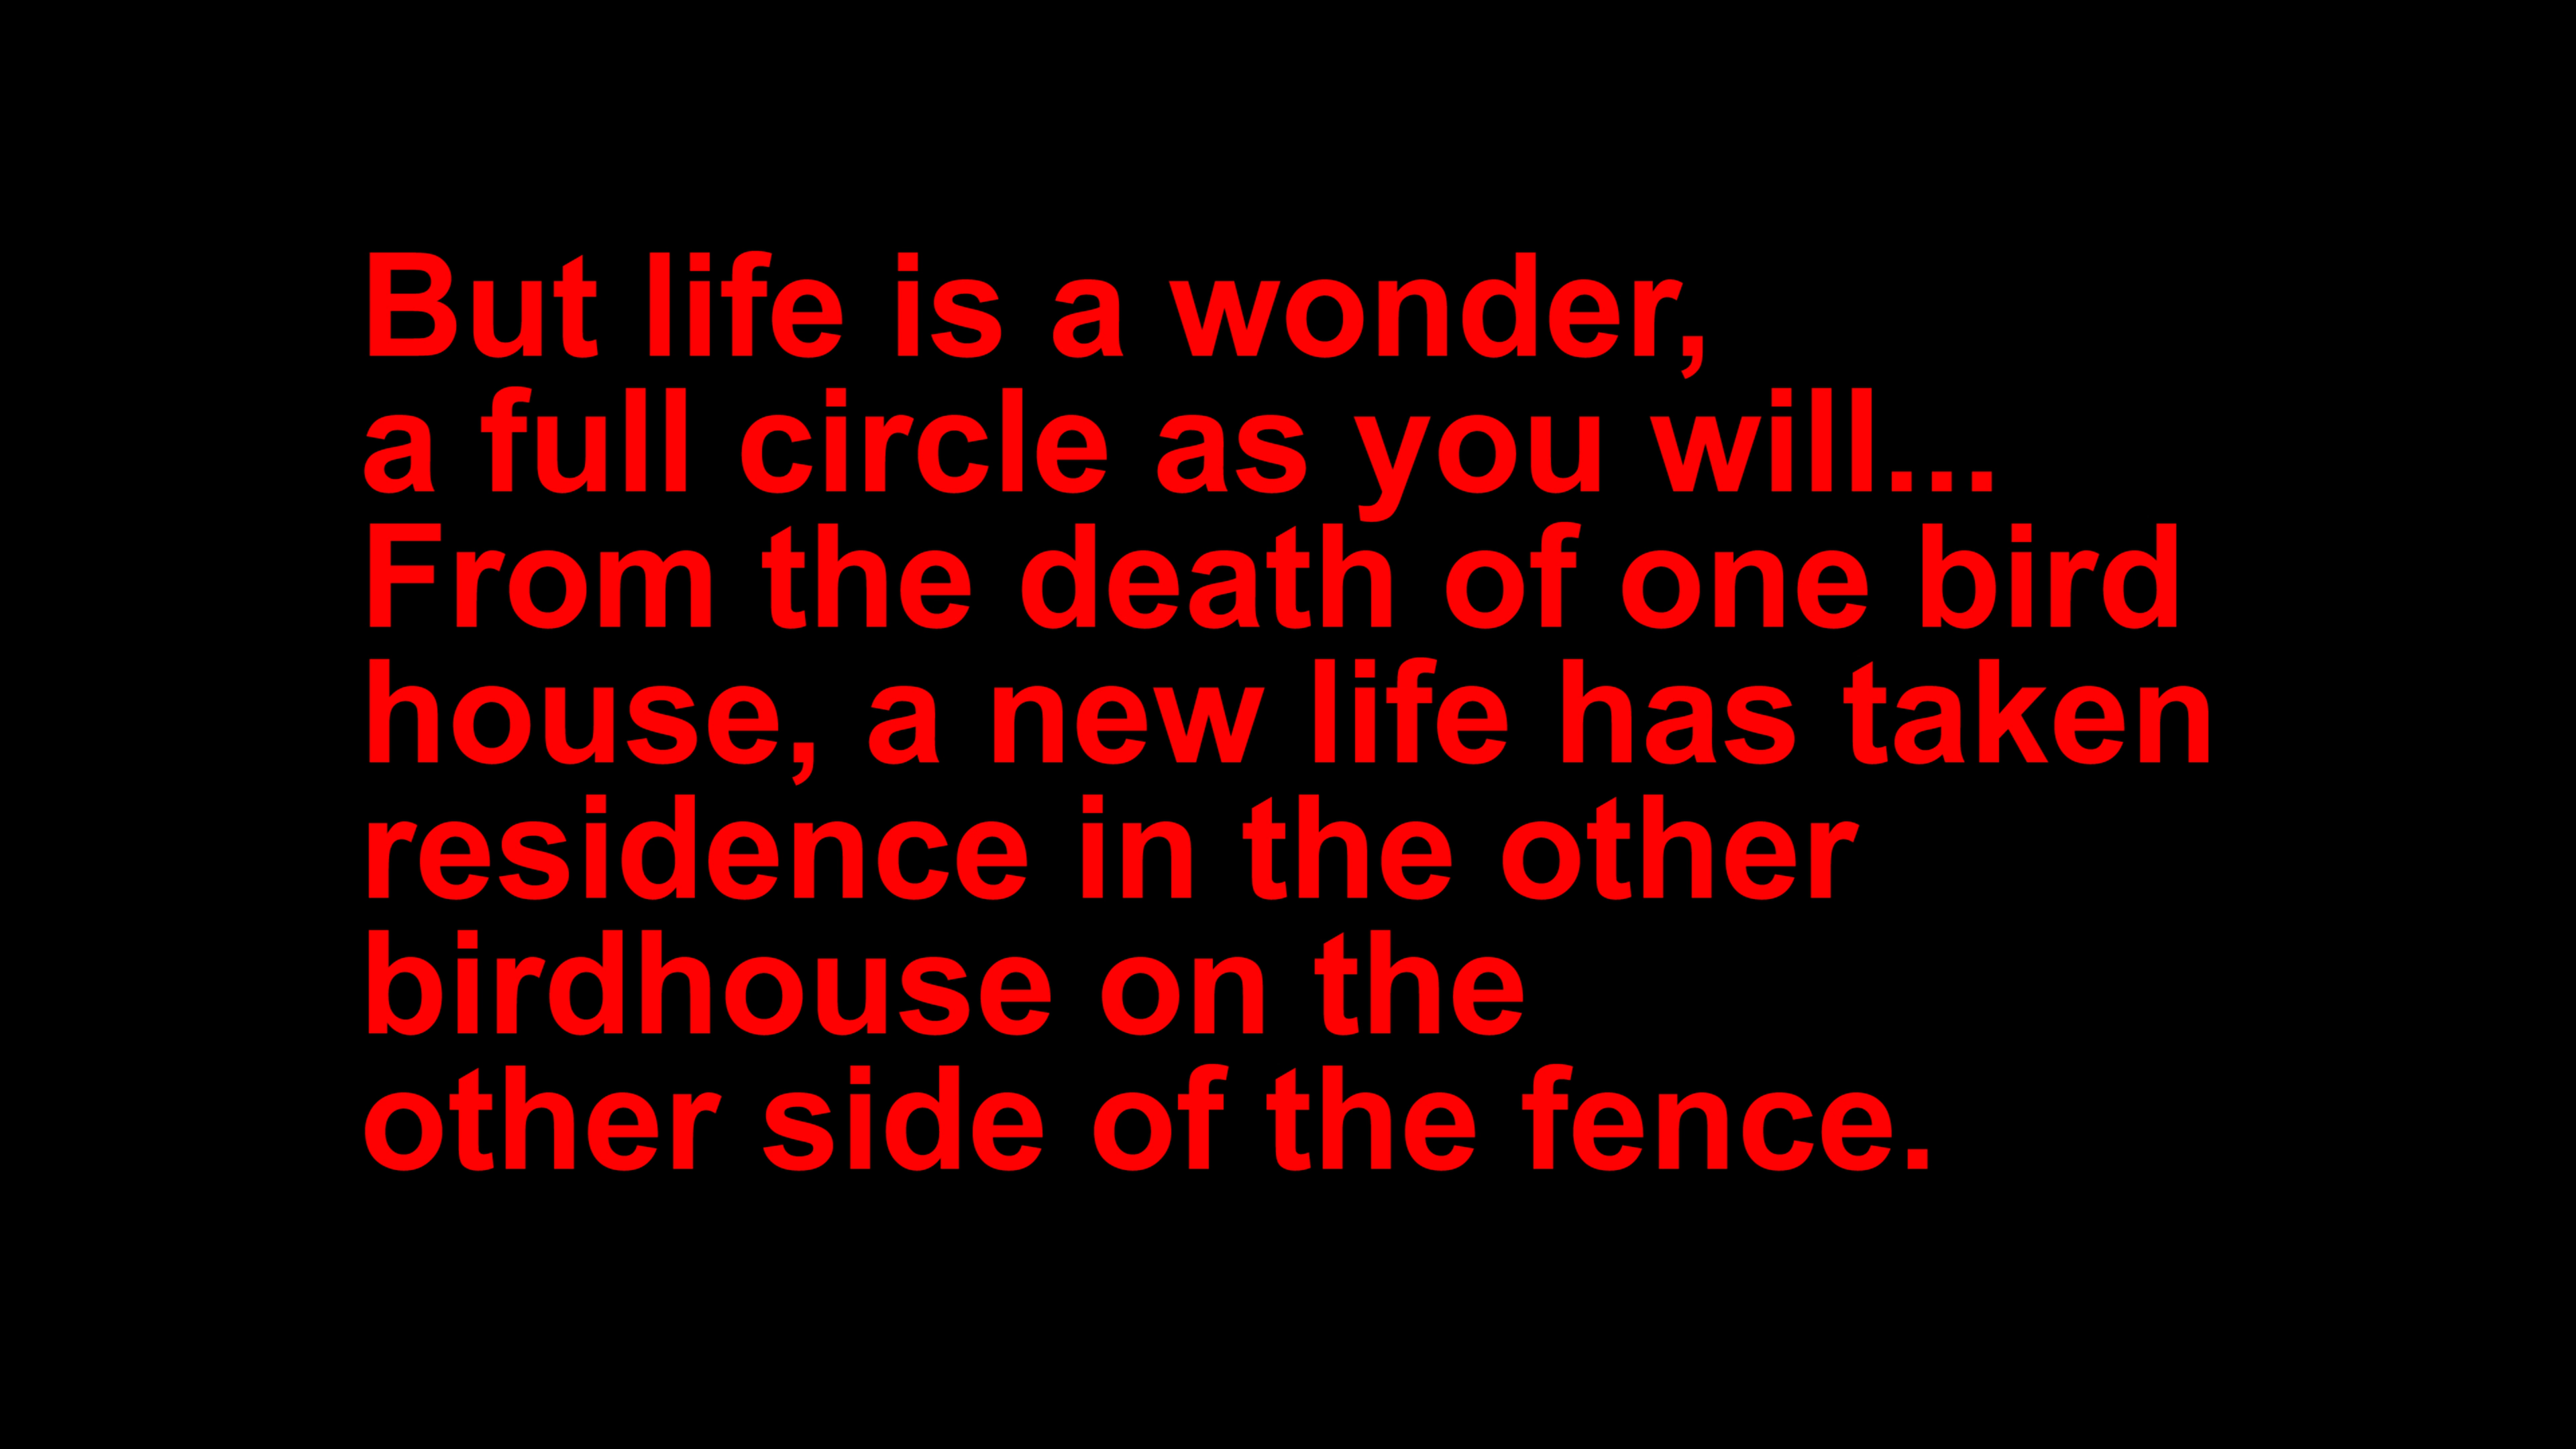 But life is a wonder,
a full circle as you will...
From the death of one bird
house, a new life has taken
residence in the other
birdhouse on the
other side of the fence.